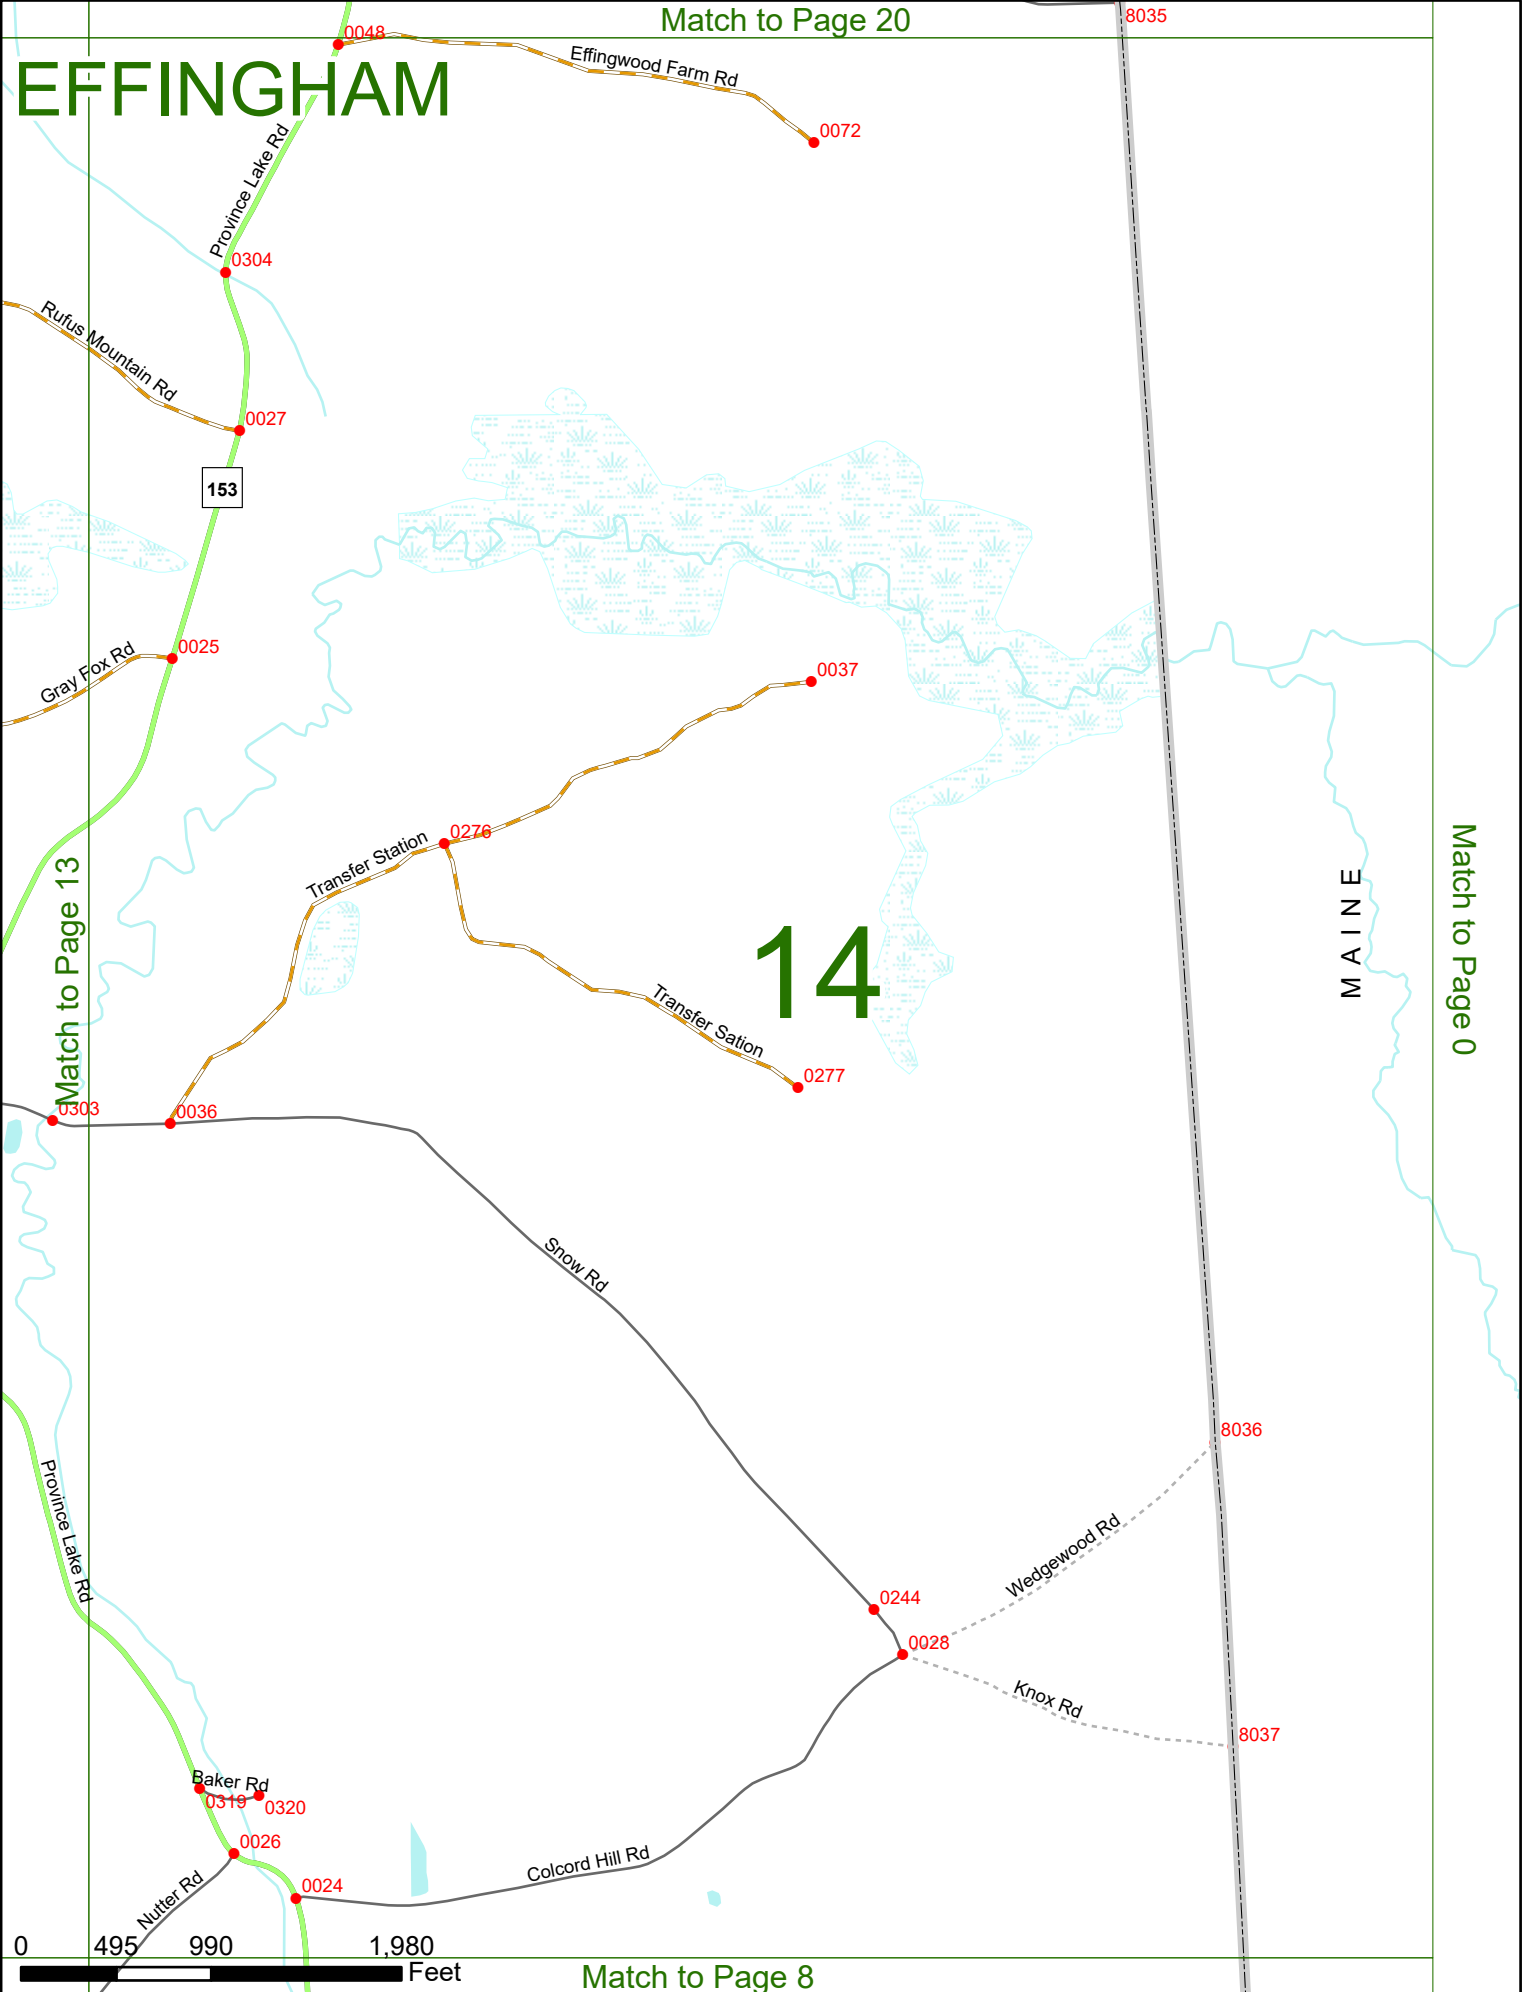 Match to Page 20
8035
0048
Effingwood Farm Rd
EFFINGHAM
0072
Province Lake Rd
0304
Rufus Mountain Rd
0027
153
Gray Fox Rd
0025
0037
0276
Transfer Station
Match to Page 13
14
MAINE
Match to Page 0
Transfer Sation
0277
0303
0036
Snow Rd
8036
Province Lake Rd
Wedgewood Rd
0244
0028
Knox Rd
8037
Baker Rd
0319
0320
0026
Colcord Hill Rd
0024
Nutter Rd
0 495 990 1,980
Feet
Match to Page 8